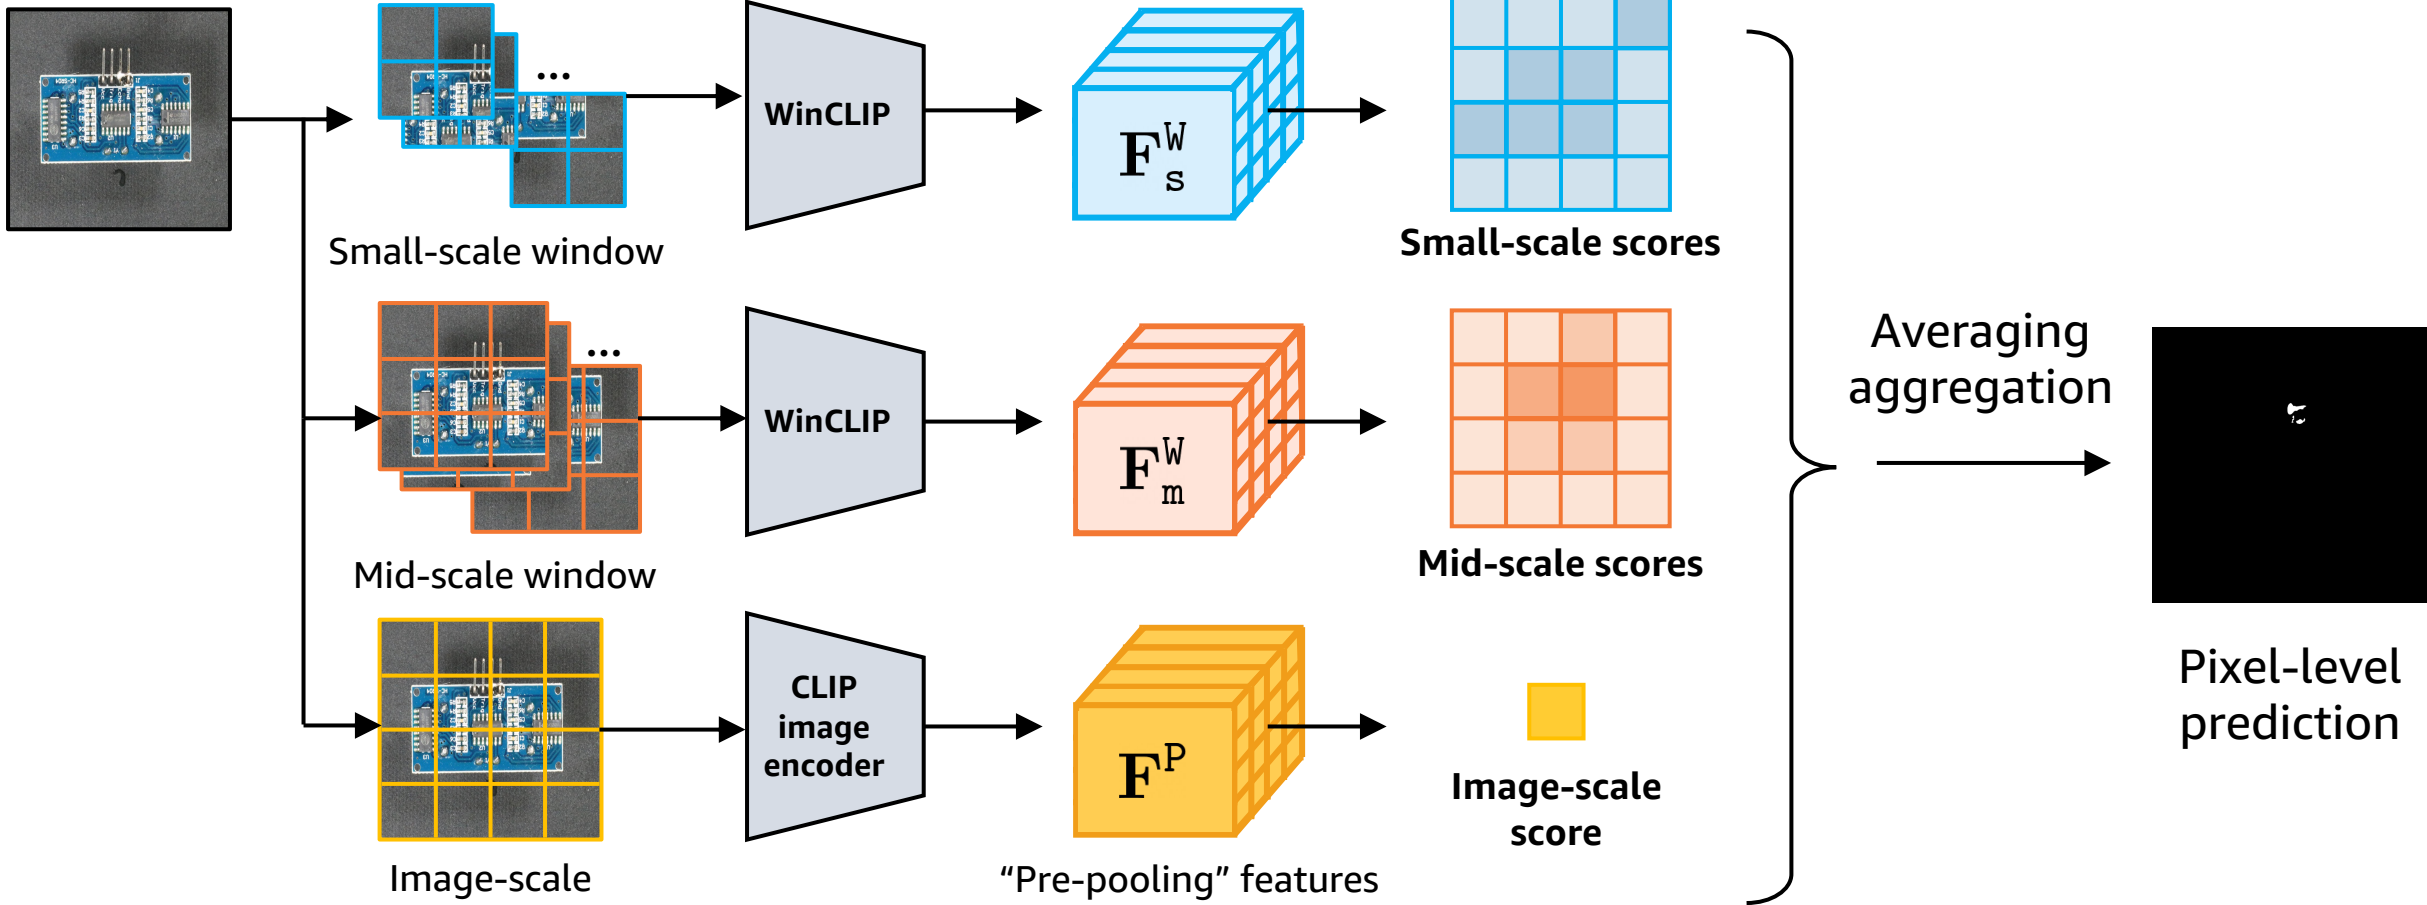 ...
WinCLIP
F^W_s
Small-scale window
Small-scale scores
...
WinCLIP
F^W_m
Mid-scale window
Mid-scale scores
Averaging
aggregation
CLIP
image
encoder
F^P
Image-scale
“Pre-pooling” features
Image-scale
score
Pixel-level
prediction